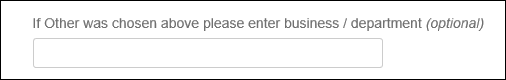 If Other was chosen above please enter business / department (optional)